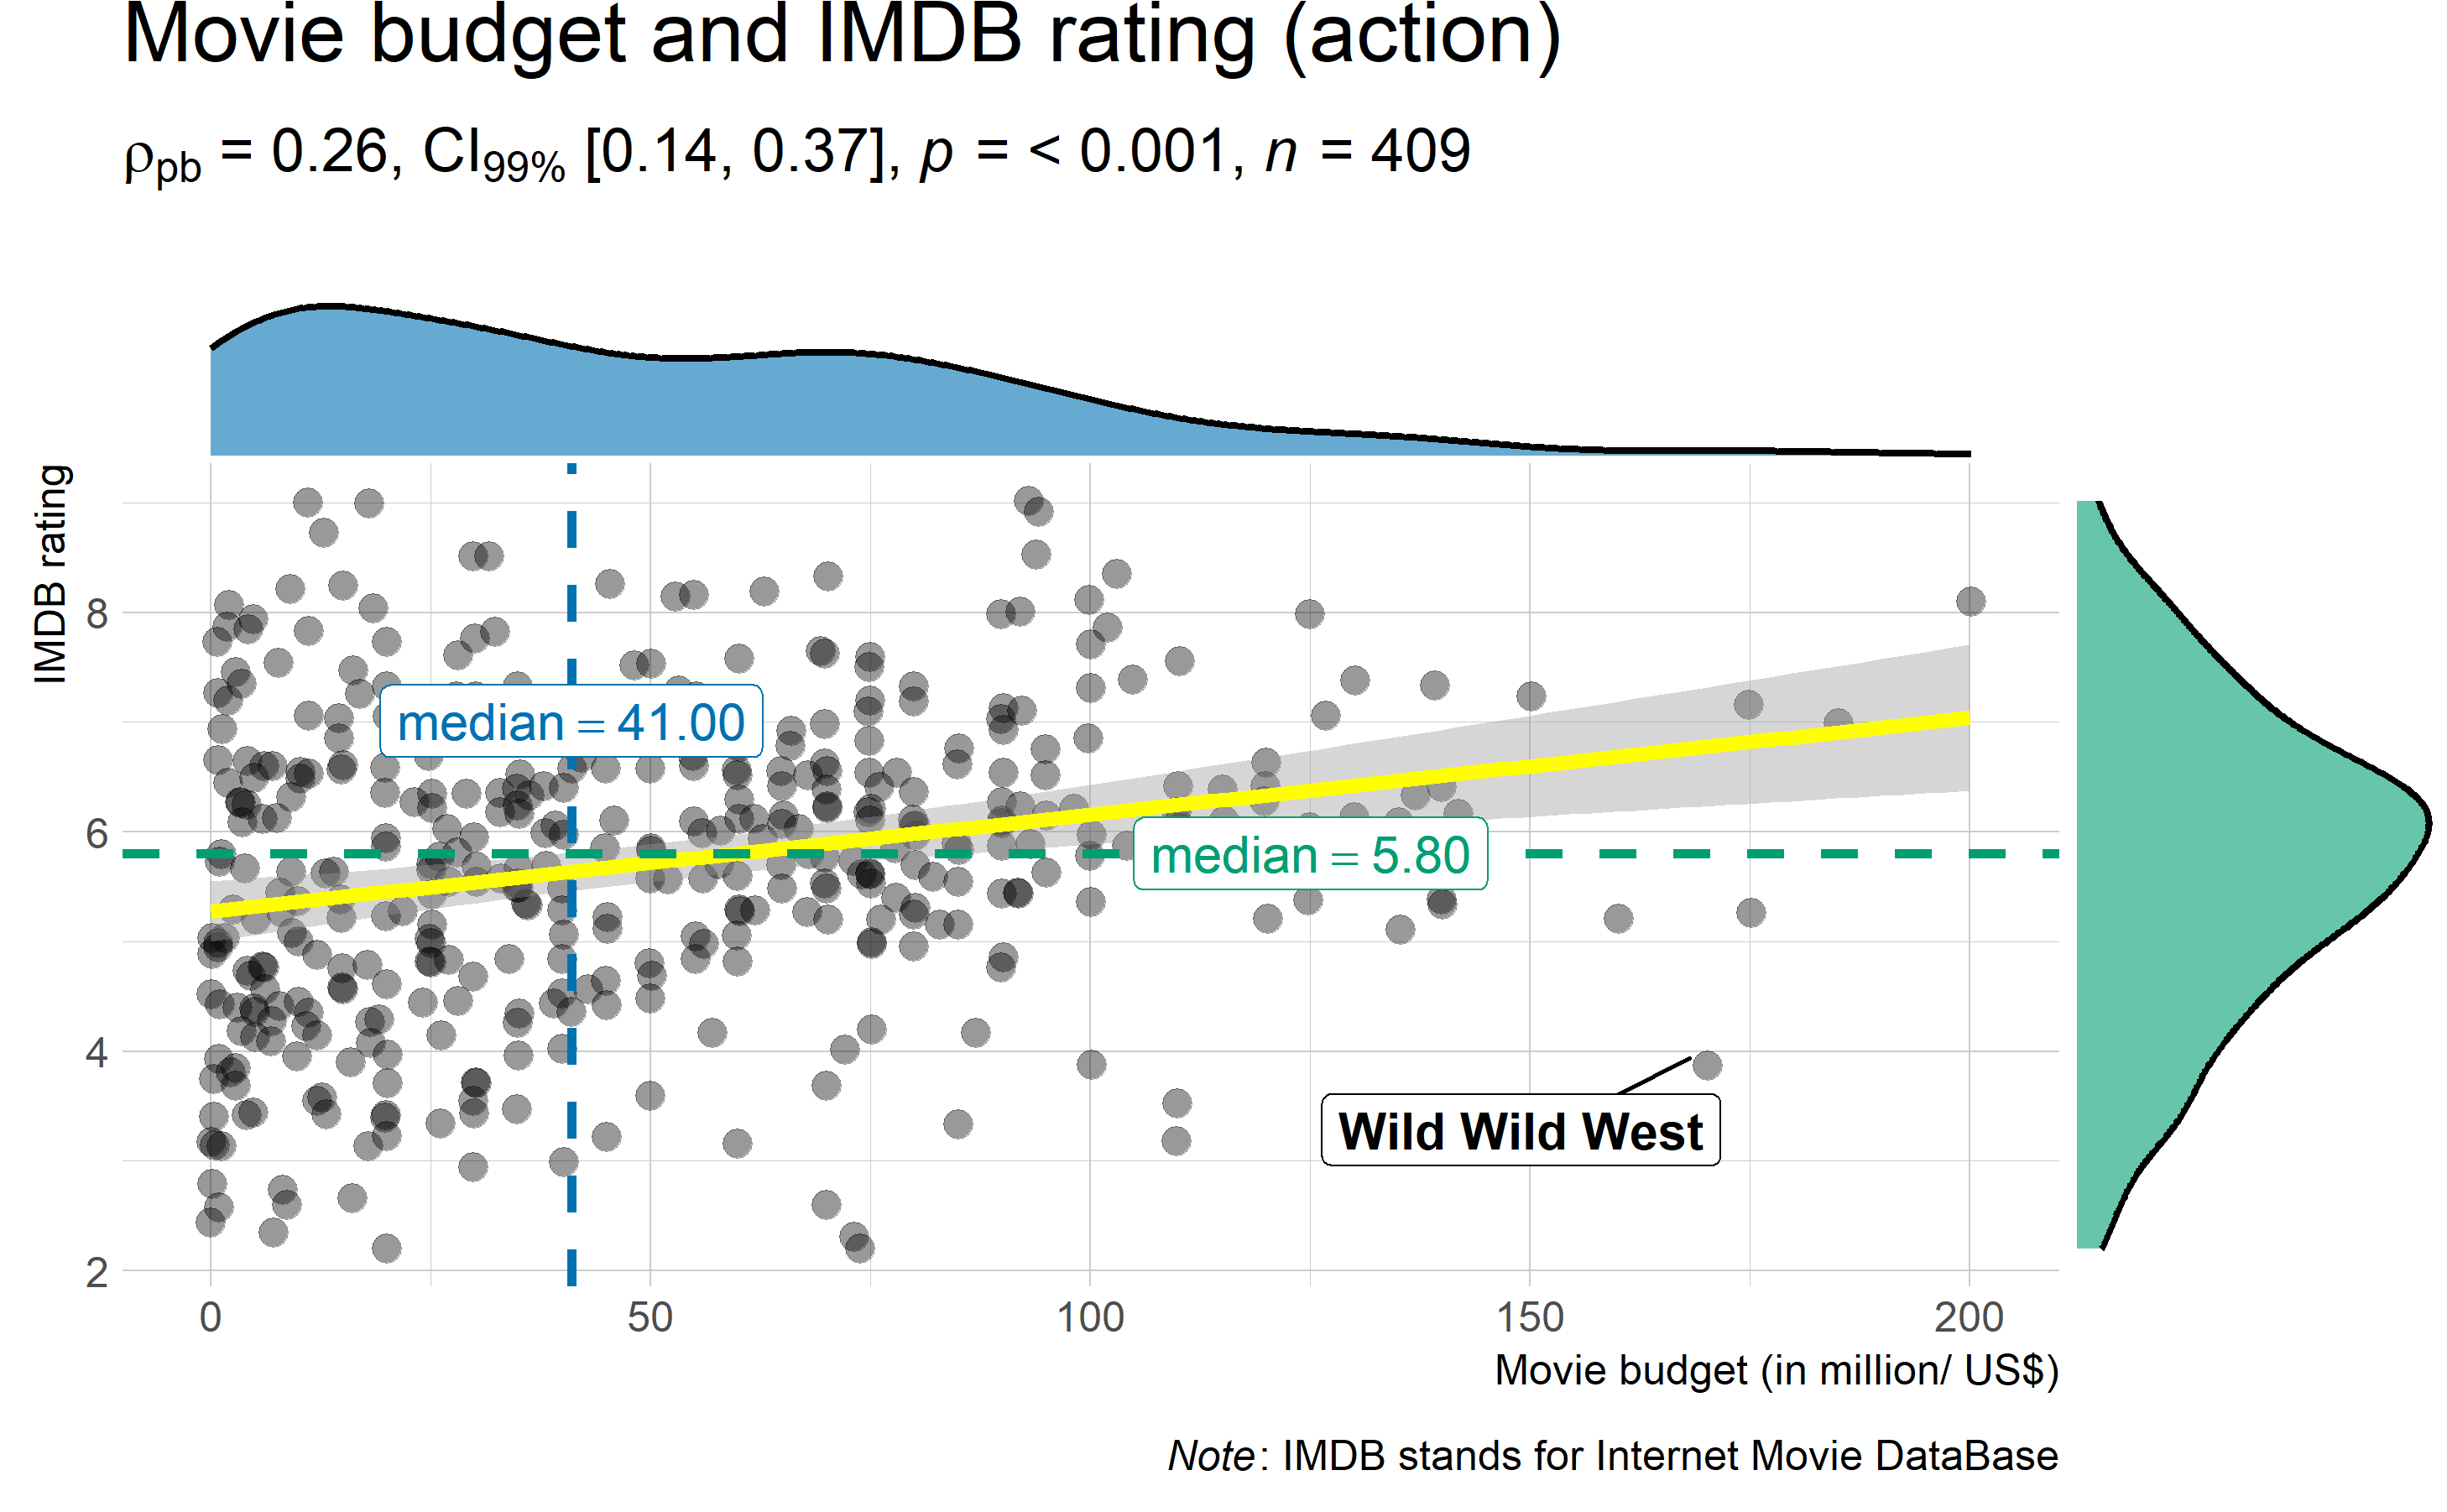 Movie budget and IMDB rating (action)
ρpb = 0.26, CI99% [0.14, 0.37], p = < 0.001, n = 409
IMDB rating
8
6
4
2
median = 41.00
median = 5.80
Wild Wild West
0 50 100 150 200
Movie budget (in million/ US$)
Note: IMDB stands for Internet Movie DataBase